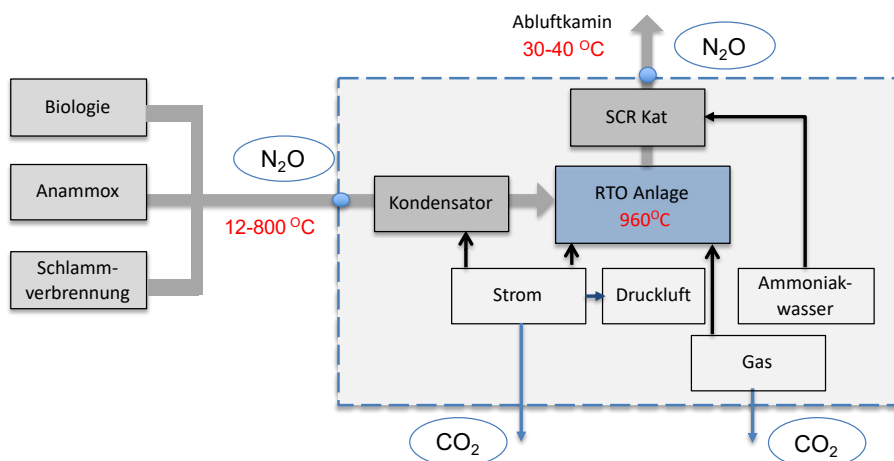 Abluftkamin
30-40 °C
N₂O
Biologie
SCR Kat
N₂O
Anammox
Kondensator
RTO Anlage
960°C
12-800 °C
Schlamm-
verbrennung
Strom
Druckluft
Ammoniak-
wasser
Gas
CO₂
CO₂